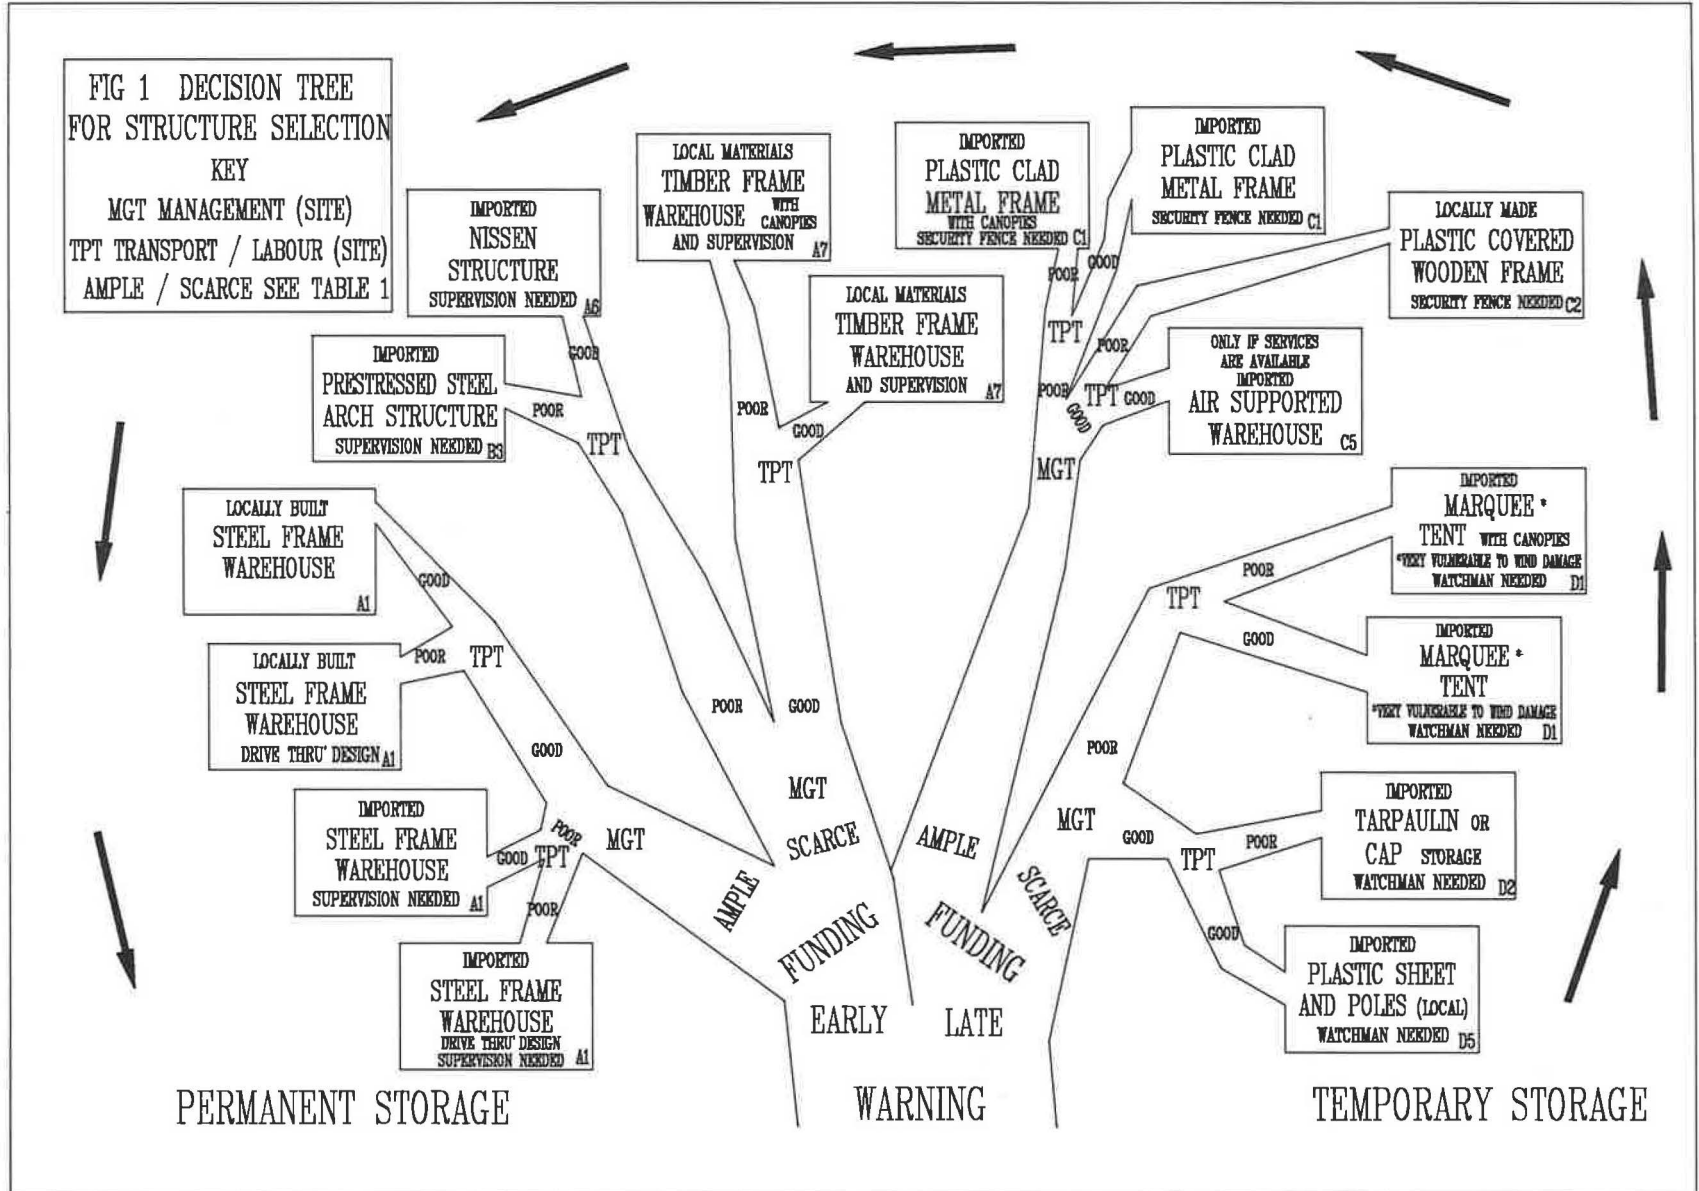 FIG 1 DECISION TREE
FOR STRUCTURE SELECTION
KEY
MGT MANAGEMENT (SITE)
TPT TRANSPORT / LABOUR (SITE)
AMPLE / SCARCE SEE TABLE 1
IMPORTED
NISSEN
STRUCTURE
SUPERVISION NEEDED A6
LOCAL MATERIALS
TIMBER FRAME
WAREHOUSE WITH CANOPIES
AND SUPERVISION A7
IMPORTED
PLASTIC CLAD
METAL FRAME
WITH CANOPIES
SECURITY FENCE NEEDED C1
IMPORTED
PLASTIC CLAD
METAL FRAME
SECURITY FENCE NEEDED C1
LOCALLY MADE
PLASTIC COVERED
WOODEN FRAME
SECURITY FENCE NEEDED C2
LOCAL MATERIALS
TIMBER FRAME
WAREHOUSE
AND SUPERVISION A7
IMPORTED
PRESTRESSED STEEL
ARCH STRUCTURE
SUPERVISION NEEDED B3
ONLY IF SERVICES
ARE AVAILABLE
IMPORTED
AIR SUPPORTED
WAREHOUSE C5
GOOD
POOR
TPT
POOR
GOOD
TPT
POOR
GOOD
TPT
POOR
POOR
TPT
GOOD
GOOD
MGT
LOCALLY BUILT
STEEL FRAME
WAREHOUSE
A1
IMPORTED
MARQUEE *
TENT WITH CANOPIES
*VERY VULNERABLE TO WIND DAMAGE
WATCHMAN NEEDED D1
GOOD
POOR
TPT
POOR
TPT
GOOD
LOCALLY BUILT
STEEL FRAME
WAREHOUSE
DRIVE THRU' DESIGN A1
IMPORTED
MARQUEE *
TENT
*VERY VULNERABLE TO WIND DAMAGE
WATCHMAN NEEDED D1
POOR
GOOD
GOOD
POOR
MGT
IMPORTED
STEEL FRAME
WAREHOUSE
SUPERVISION NEEDED A1
GOOD
TPT
POOR
MGT
POOR
SCARCE
AMPLE
AMPLE
SCARCE
MGT
GOOD
TPT
POOR
GOOD
IMPORTED
TARPAULIN OR
CAP STORAGE
WATCHMAN NEEDED D2
IMPORTED
STEEL FRAME
WAREHOUSE
DRIVE THRU' DESIGN
SUPERVISION NEEDED A1
FUNDING
FUNDING
IMPORTED
PLASTIC SHEET
AND POLES (LOCAL)
WATCHMAN NEEDED D5
EARLY
LATE
PERMANENT STORAGE
WARNING
TEMPORARY STORAGE